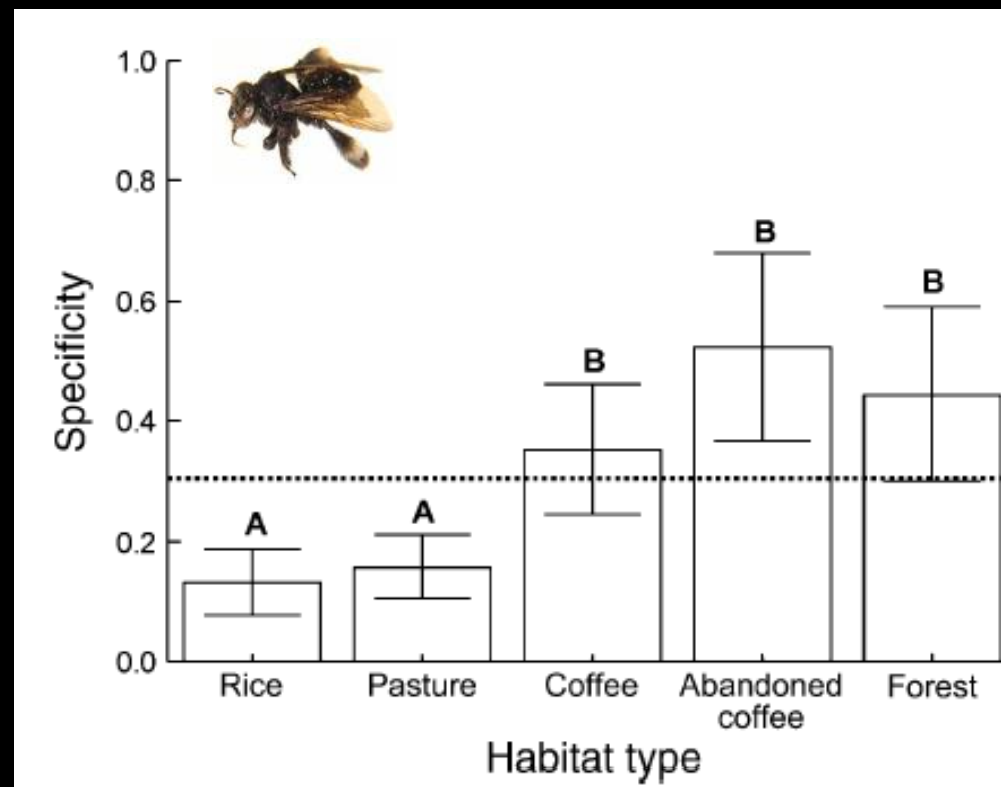 1.0
0.8
0.6
0.4
0.2
0.0
Specificity
A
A
B
B
B
Rice
Pasture
Coffee
Abandoned
coffee
Forest
Habitat type